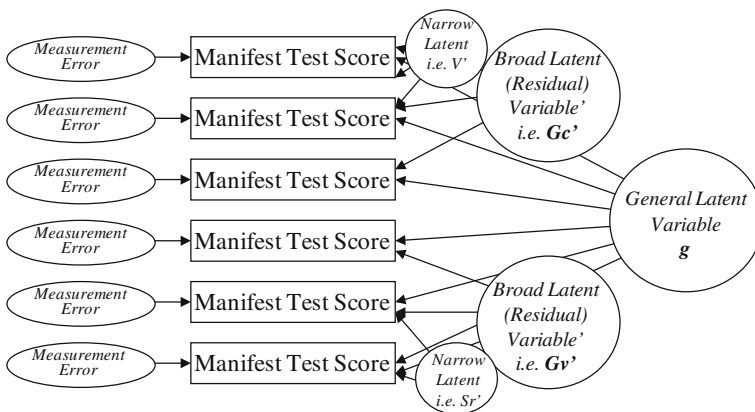 Measurement
Error
Manifest Test Score
Narrow
Latent
i.e. V'
Measurement
Error
Manifest Test Score
Broad Latent
(Residual)
Variable'
i.e. Gc'
Measurement
Error
Manifest Test Score
General Latent
Variable
g
Measurement
Error
Manifest Test Score
Measurement
Error
Manifest Test Score
Broad Latent
(Residual)
Variable'
i.e. Gv'
Measurement
Error
Manifest Test Score
Narrow
Latent
i.e. Sr'